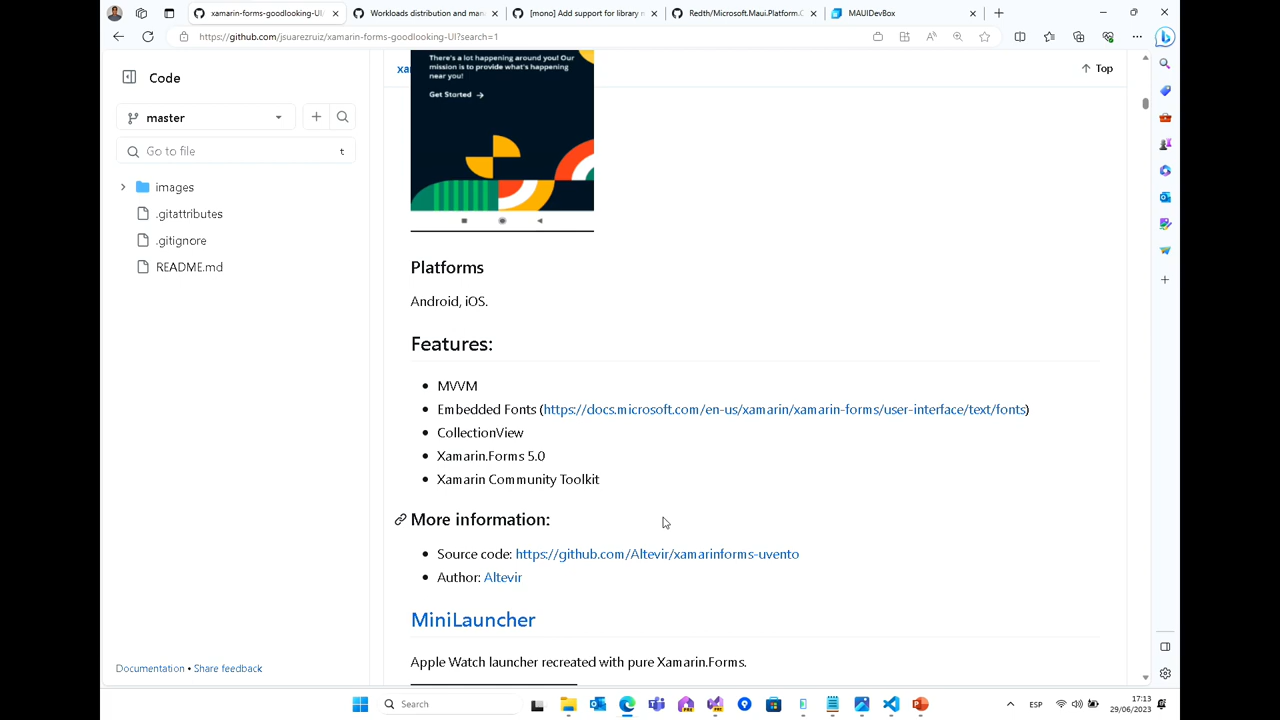 xamarin-forms-goodlooking-UI
Workloads distribution and man
[mono] Add support for library n
Redth/Microsoft.Maui.Platform.C
MAUIDevBox
https://github.com/jsuarezruiz/xamarin-forms-goodlooking-UI?search=1
Code
master
Go to file
t
images
.gitattributes
.gitignore
README.md
Documentation • Share feedback
xa
Top
There's a lot happening around you! Our
mission is to provide what's happening
near you!
Get Started
Platforms
Android, iOS.
Features:
MVVM
Embedded Fonts (https://docs.microsoft.com/en-us/xamarin/xamarin-forms/user-interface/text/fonts)
CollectionView
Xamarin.Forms 5.0
Xamarin Community Toolkit
More information:
Source code: https://github.com/Altevir/xamarinforms-uvento
Author: Altevir
MiniLauncher
Apple Watch launcher recreated with pure Xamarin.Forms.
Search
ESP
17:13
29/06/2023